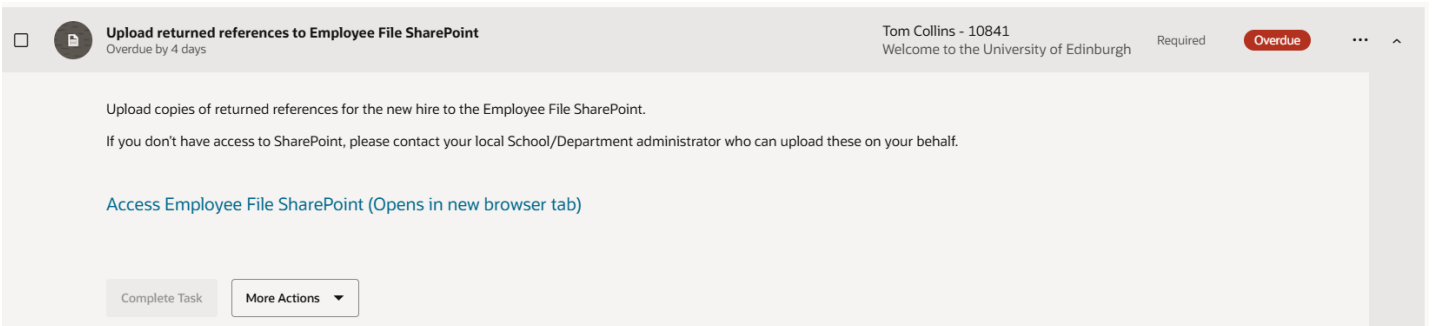 Upload returned references to Employee File SharePoint
Overdue by 4 days
Tom Collins - 10841
Welcome to the University of Edinburgh
Required
Overdue
Upload copies of returned references for the new hire to the Employee File SharePoint.
If you don't have access to SharePoint, please contact your local School/Department administrator who can upload these on your behalf.
Access Employee File SharePoint (Opens in new browser tab)
Complete Task
More Actions